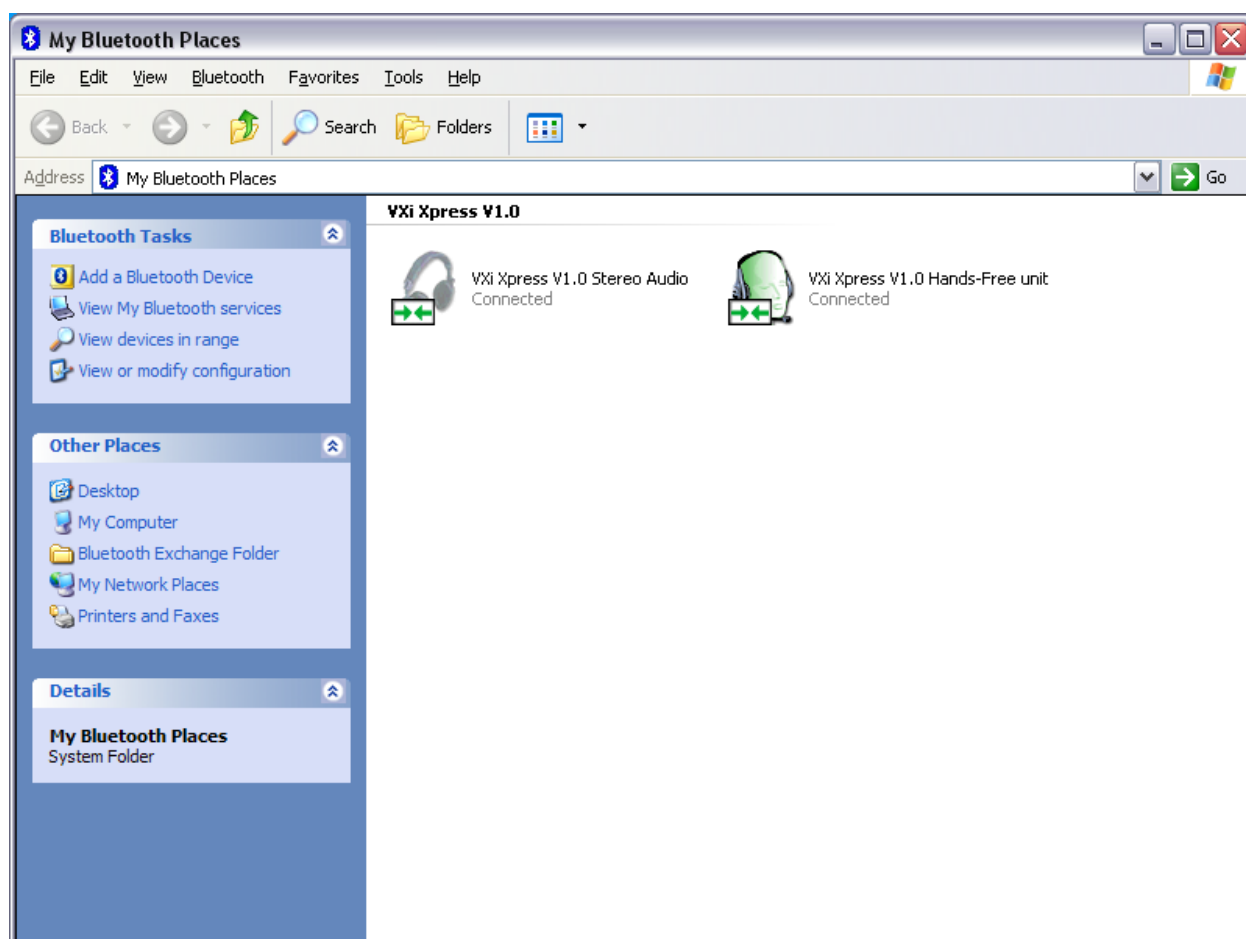 My Bluetooth Places
File Edit View Bluetooth Favorites Tools Help
Back Search Folders
Address My Bluetooth Places Go
Bluetooth Tasks
Add a Bluetooth Device
View My Bluetooth services
View devices in range
View or modify configuration
Other Places
Desktop
My Computer
Bluetooth Exchange Folder
My Network Places
Printers and Faxes
Details
My Bluetooth Places
System Folder
VXi Xpress V1.0
VXi Xpress V1.0 Stereo Audio
Connected
VXi Xpress V1.0 Hands-Free unit
Connected